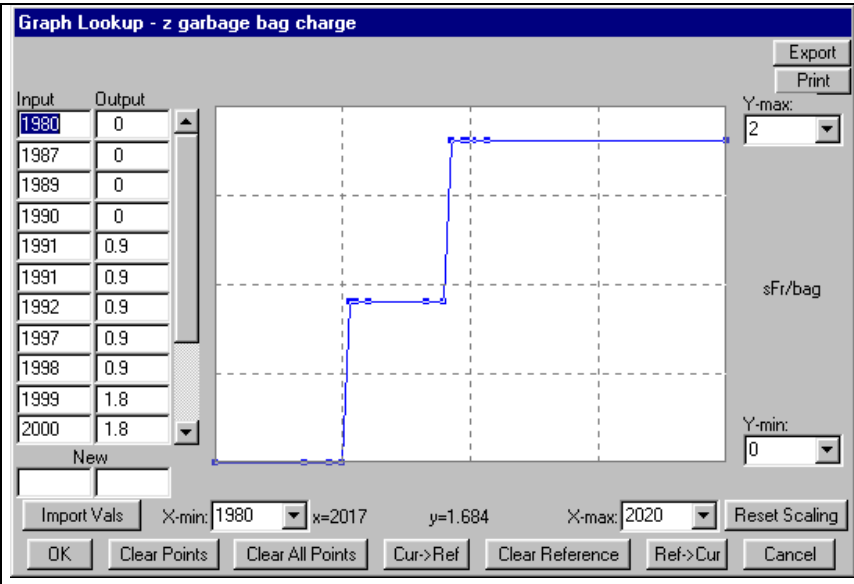 Graph Lookup - z garbage bag charge
Export
Print
Input Output
1980 0
1987 0
1989 0
1990 0
1991 0.9
1991 0.9
1992 0.9
1997 0.9
1998 0.9
1999 1.8
2000 1.8
New
Y-max:
2
sFr/bag
Y-min:
0
Import Vals X-min: 1980 x=2017 y=1.684 X-max: 2020 Reset Scaling
OK Clear Points Clear All Points Cur->Ref Clear Reference Ref->Cur Cancel